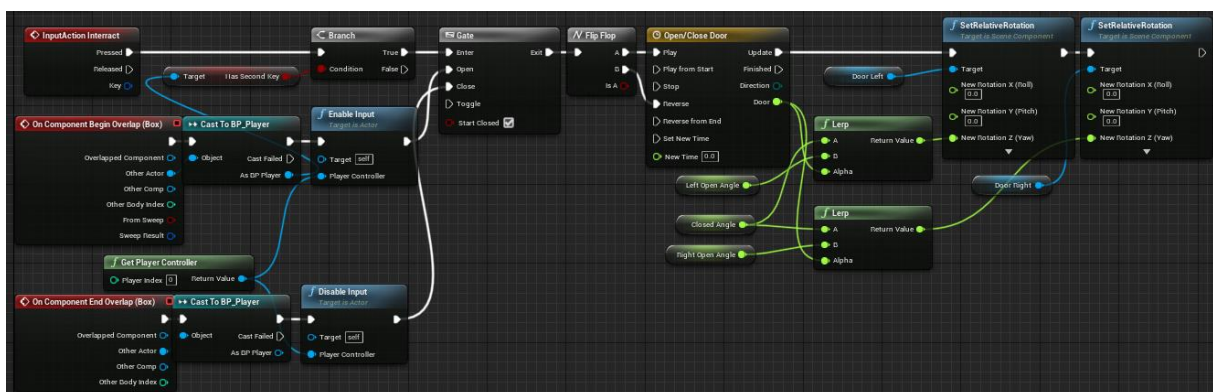 InputAction Interract
Pressed
Released
Key
Target
Has Second Key
Branch
True
Condition
False
Gate
Enter
Exit
Open
Close
Toggle
Start Closed
Flip Flop
A
B
Is A
Open/Close Door
Play
Update
Play from Start
Finished
Stop
Direction
Reverse
Door
Reverse from End
Set New Time
New Time
0.0
SetRelativeRotation
Target is Scene Component
Door Left
Target
New Rotation X (Roll)
0.0
New Rotation Y (Pitch)
0.0
New Rotation Z (Yaw)
SetRelativeRotation
Target is Scene Component
Target
New Rotation X (Roll)
0.0
New Rotation Y (Pitch)
0.0
New Rotation Z (Yaw)
Door Right
On Component Begin Overlap (Box)
Overlapped Component
Other Actor
Other Comp
Other Body Index
From Sweep
Sweep Result
Cast To BP_Player
Object
Cast Failed
As BP Player
Enable Input
Target is Actor
Target
self
Player Controller
Left Open Angle
Closed Angle
Right Open Angle
Lerp
A
Return Value
B
Alpha
Lerp
A
Return Value
B
Alpha
Get Player Controller
Player Index
0
Return Value
On Component End Overlap (Box)
Overlapped Component
Other Actor
Other Comp
Other Body Index
Cast To BP_Player
Object
Cast Failed
As BP Player
Disable Input
Target is Actor
Target
self
Player Controller